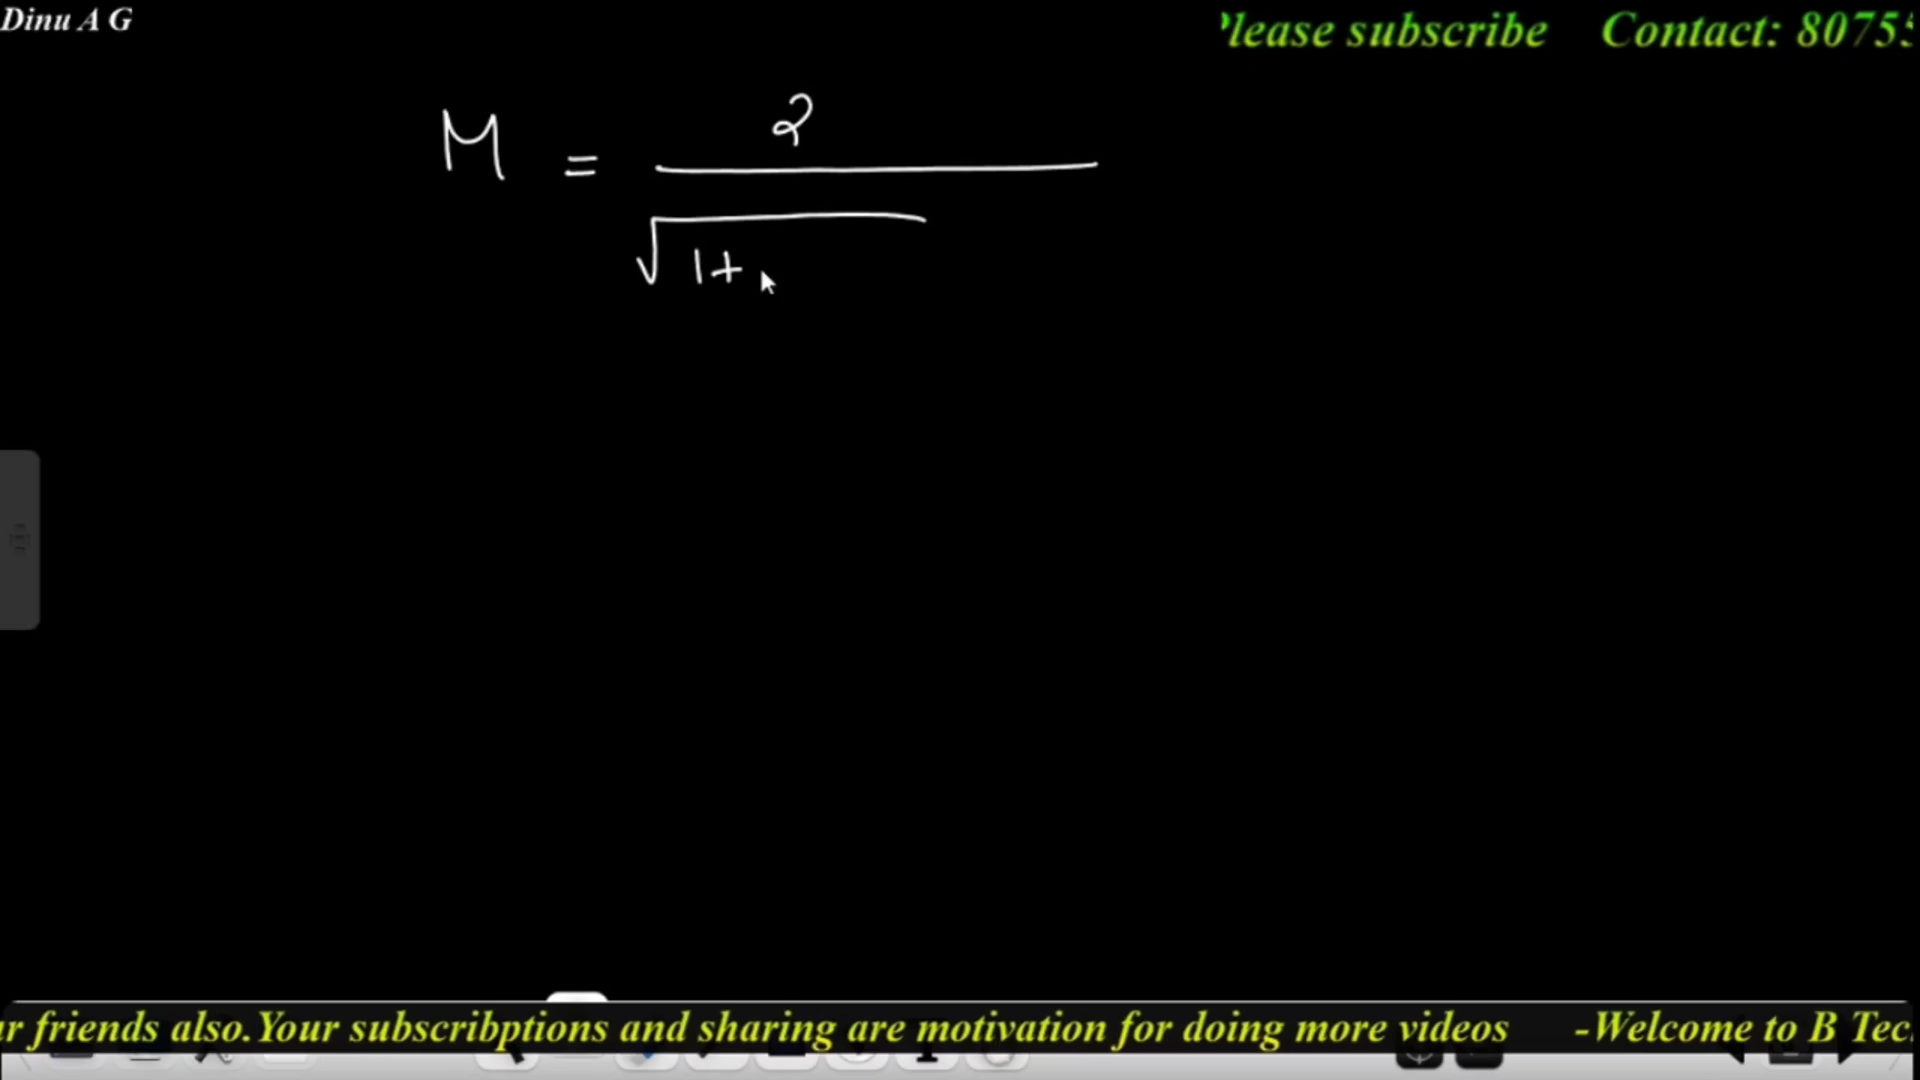 Dinu A G
lease subscribe Contact: 80755
M = 2
√1+
r friends also.Your subscribptions and sharing are motivation for doing more videos -Welcome to B Tec